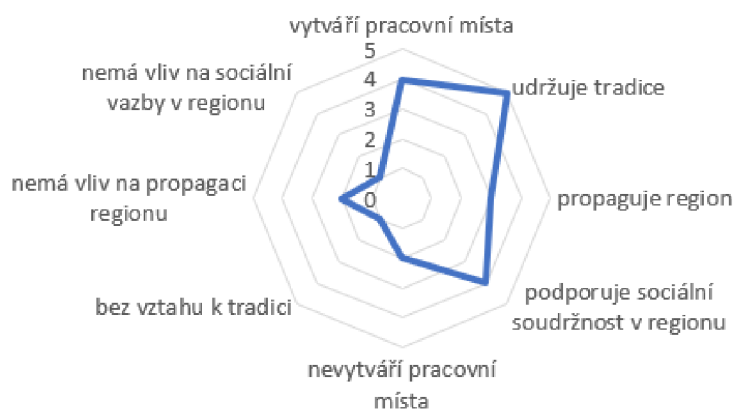 vytváří pracovní místa
5
4
3
2
1
0
udržuje tradice
propaguje region
podporuje sociální
soudržnost v regionu
nevytváří pracovní
místa
bez vztahu k tradici
nemá vliv na propagaci
regionu
nemá vliv na sociální
vazby v regionu